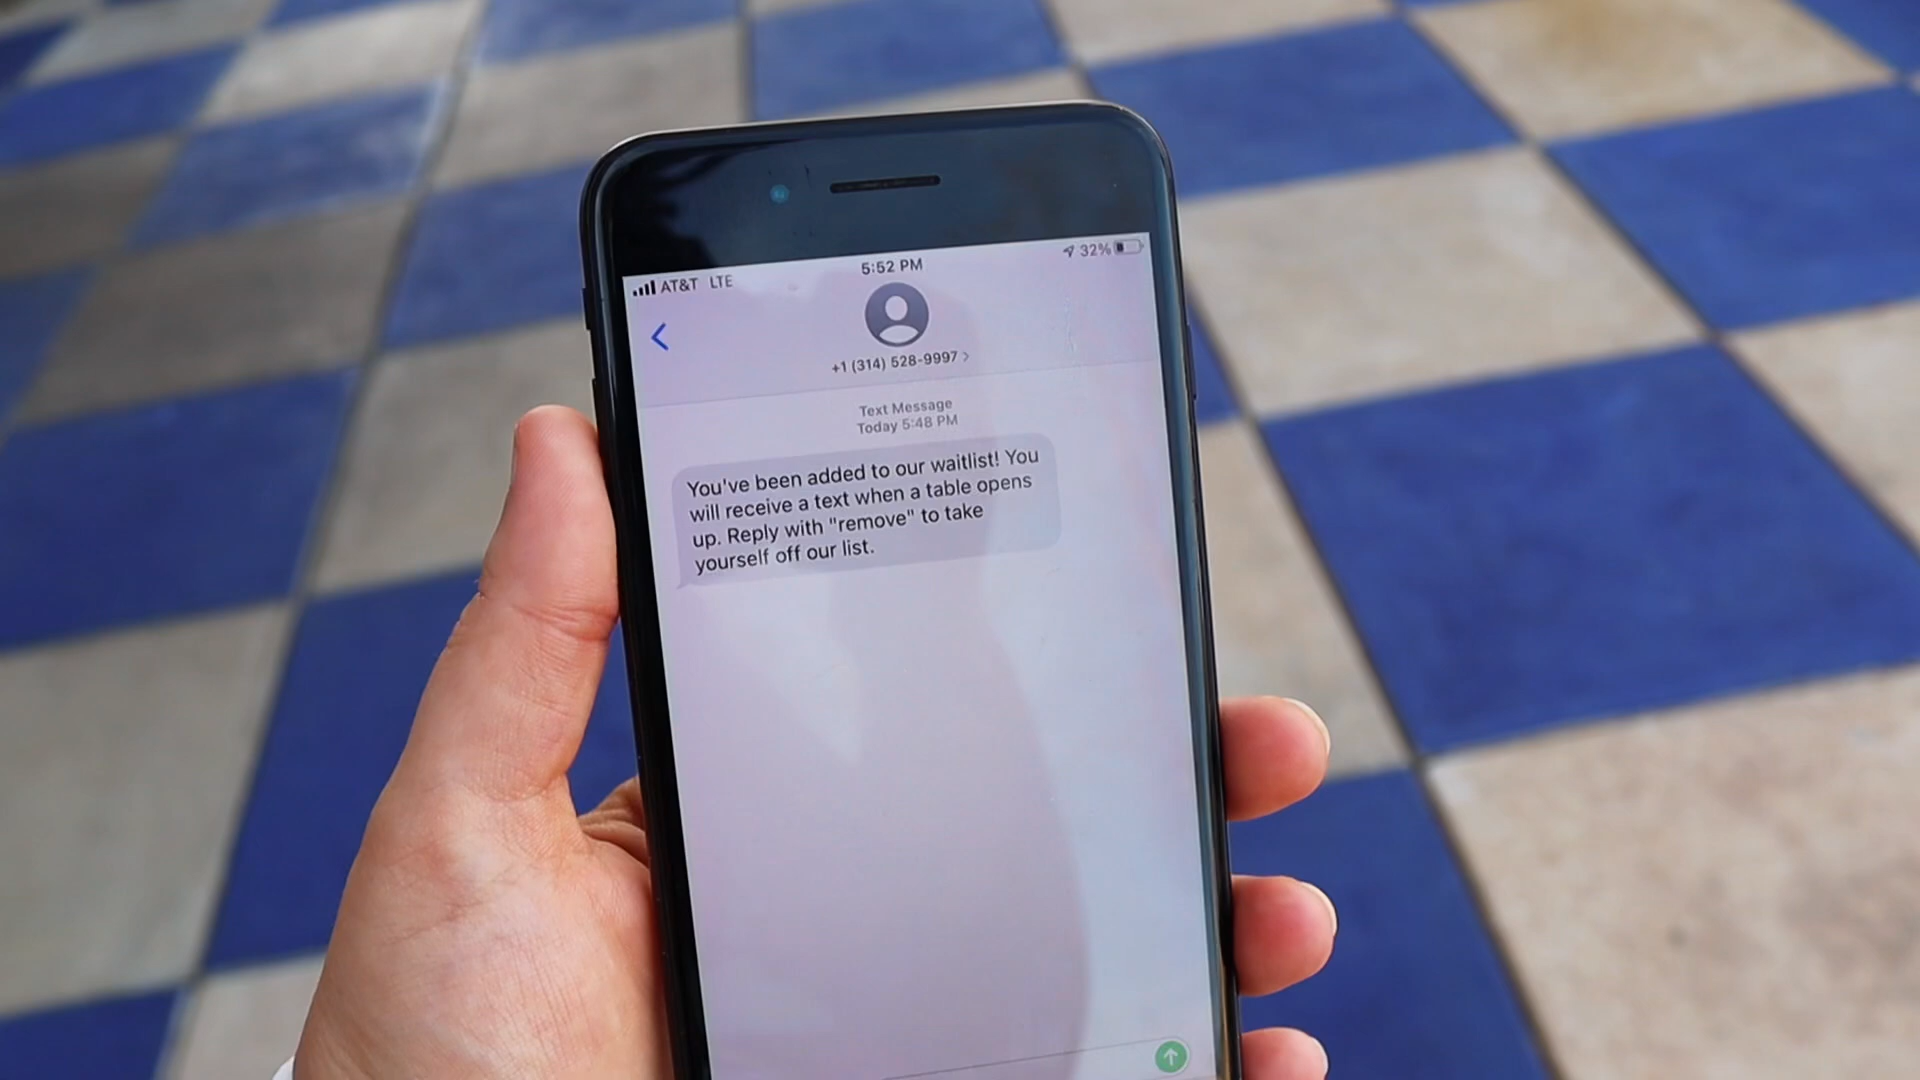 AT&T LTE
5:52 PM
32%
+1 (314) 528-9997 >
Text Message
Today 5:48 PM
You've been added to our waitlist! You
will receive a text when a table opens
up. Reply with "remove" to take
yourself off our list.